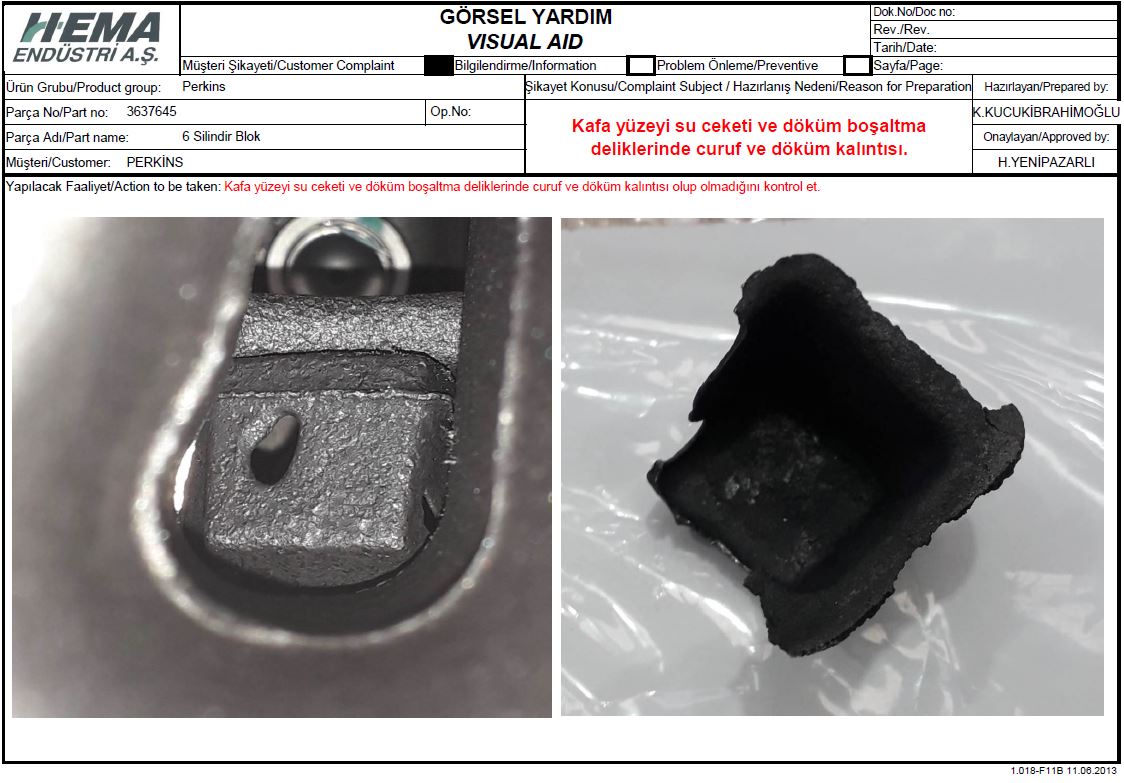 HEMA
ENDÜSTRİ A.Ş.
GÖRSEL YARDIM
VISUAL AID
Dok.No/Doc no:
Rev./Rev.
Tarih/Date:
Müşteri Şikayeti/Customer Complaint
Bilgilendirme/Information
Problem Önleme/Preventive
Sayfa/Page:
Ürün Grubu/Product group: Perkins
Şikayet Konusu/Complaint Subject / Hazırlanış Nedeni/Reason for Preparation
Hazırlayan/Prepared by:
Parça No/Part no: 3637645
Op.No:
K.KUCUKİBRAHİMOĞLU
Parça Adı/Part name: 6 Silindir Blok
Kafa yüzeyi su ceketi ve döküm boşaltma
deliklerinde curuf ve döküm kalıntısı.
Onaylayan/Approved by:
Müşteri/Customer: PERKİNS
H.YENİPAZARLI
Yapılacak Faaliyet/Action to be taken: Kafa yüzeyi su ceketi ve döküm boşaltma deliklerinde curuf ve döküm kalıntısı olup olmadığını kontrol et.
1.018-F11B 11.06.2013